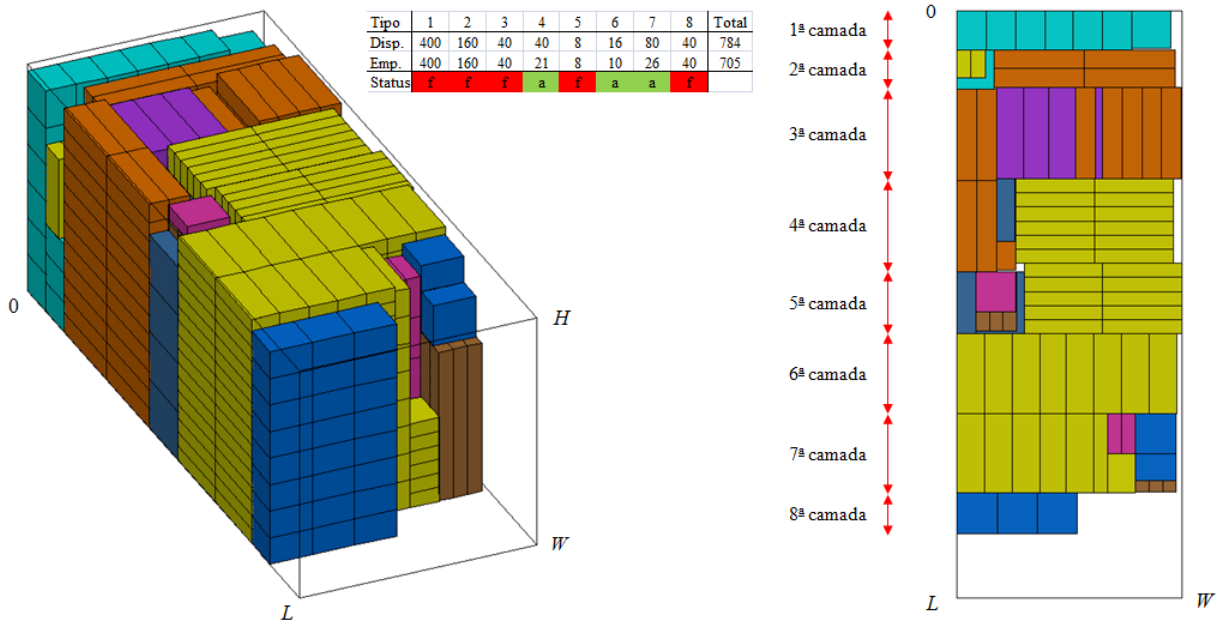 Tipo 1 2 3 4 5 6 7 8 Total
Disp. 400 160 40 40 8 16 80 40 784
Emp. 400 160 40 21 8 10 26 40 705
Status f f f a f a a f
0
H
W
L
0
1ª camada
2ª camada
3ª camada
4ª camada
5ª camada
6ª camada
7ª camada
8ª camada
L
W